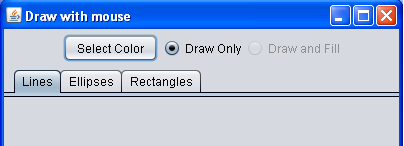 Draw with mouse
Select Color Draw Only Draw and Fill
Lines Ellipses Rectangles